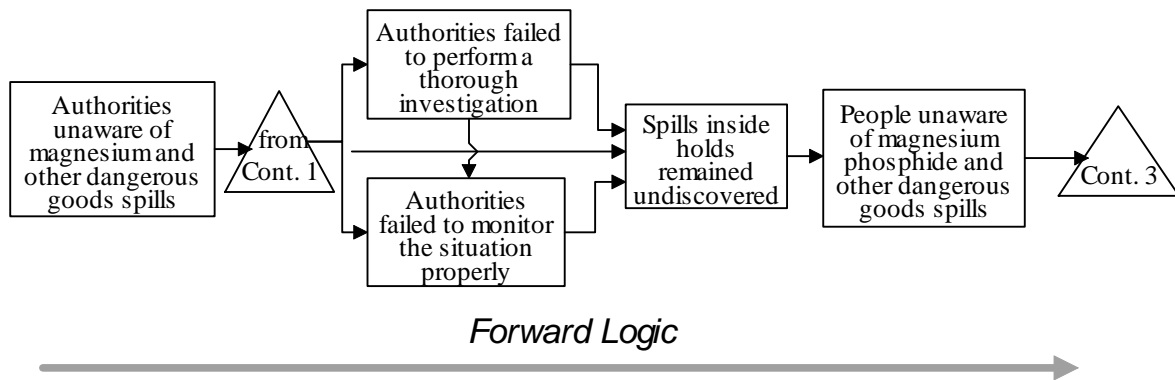 Authorities
unaware of
magnesium and
other dangerous
goods spills
from
Cont. 1
Authorities failed
to perform a
thorough
investigation
Authorities
failed to monitor
the situation
properly
Spills inside
holds
remained
undiscovered
People unaware
of magnesium
phosphide and
other dangerous
goods spills
Cont. 3
Forward Logic